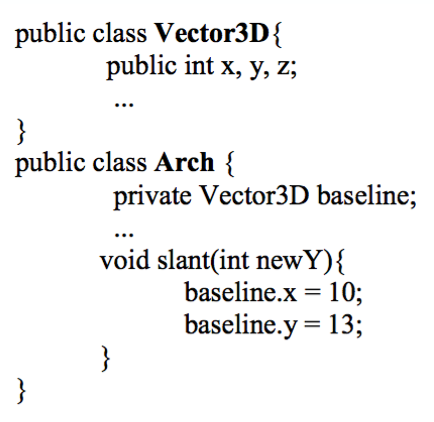 public class Vector3D{
public int x, y, z;
...
}
public class Arch {
private Vector3D baseline;
...
void slant(int newY){
baseline.x = 10;
baseline.y = 13;
}
}